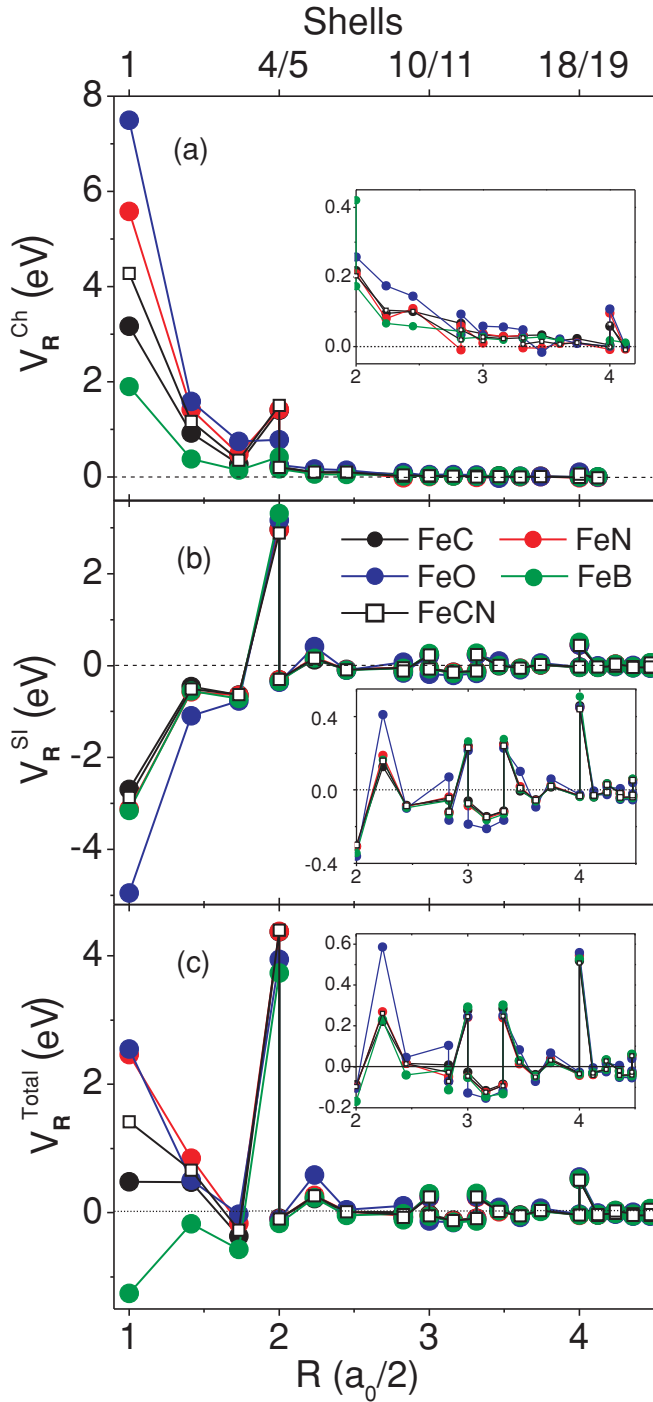 Shells
1 4/5 10/11 18/19
8
6
4
2
0
V_R^Ch (eV)
(a)
0.4
0.2
0.0
2 3 4
2
0
-2
-4
V_R^SI (eV)
(b)
FeC FeN
FeO FeB
FeCN
0.4
0.0
-0.4
2 3 4
4
2
0
V_R^Total (eV)
(c)
0.6
0.4
0.2
0.0
-0.2
2 3 4
1 2 3 4
R (a_0/2)